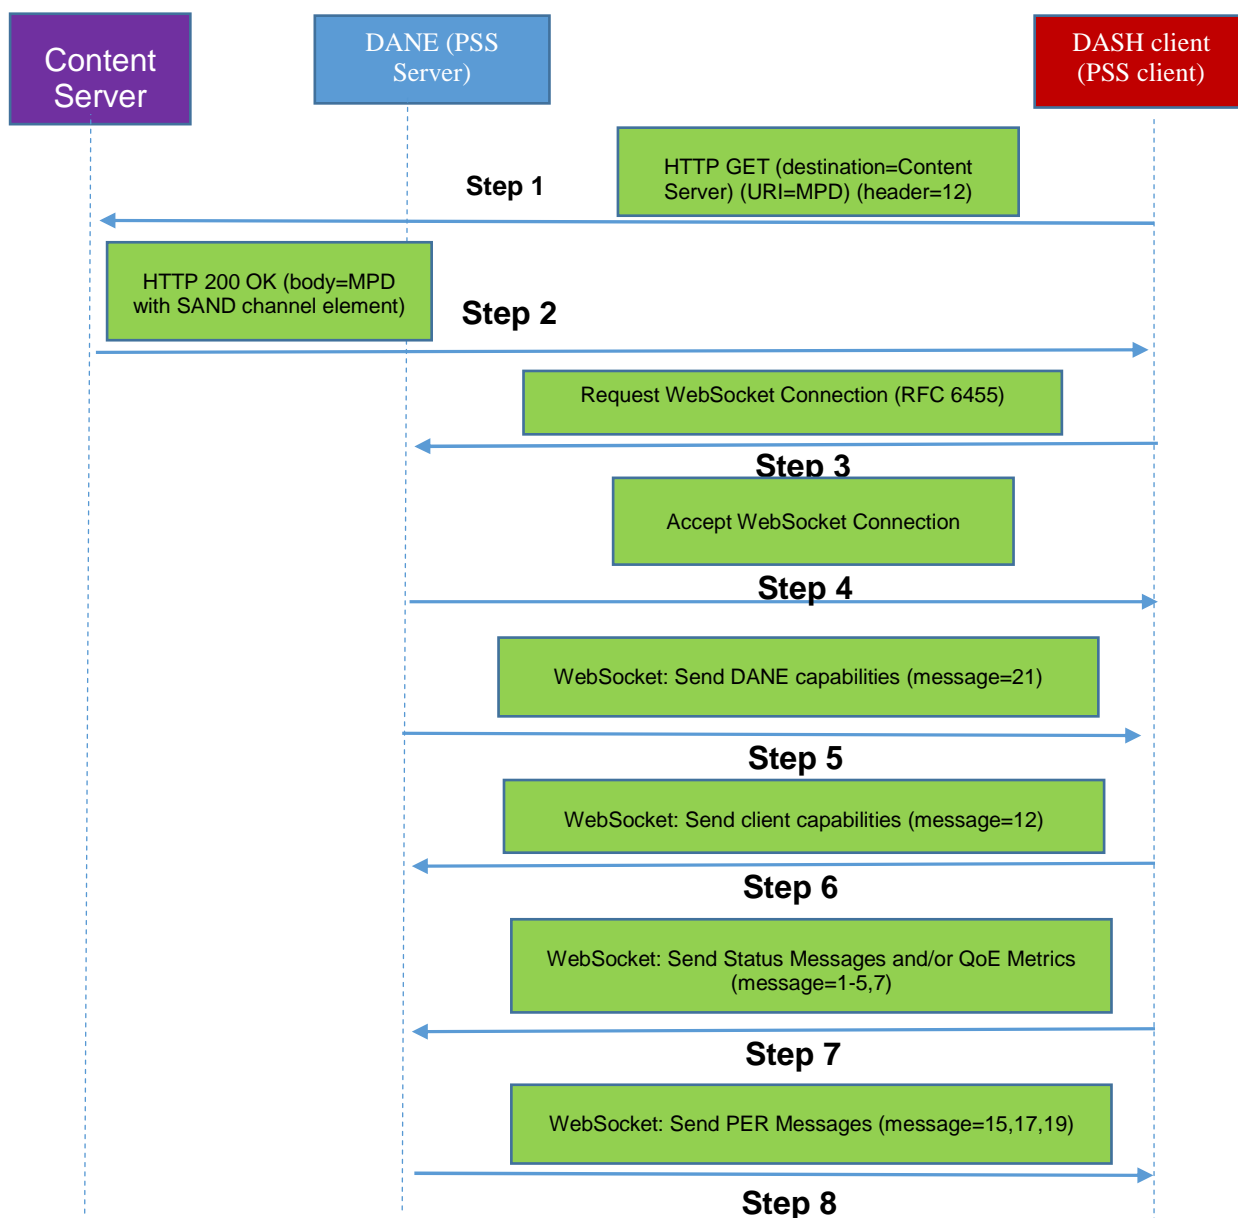 Content
Server
DANE (PSS
Server)
DASH client
(PSS client)
HTTP GET (destination=Content
Server) (URI=MPD) (header=12)
Step 1
HTTP 200 OK (body=MPD
with SAND channel element)
Step 2
Request WebSocket Connection (RFC 6455)
Step 3
Accept WebSocket Connection
Step 4
WebSocket: Send DANE capabilities (message=21)
Step 5
WebSocket: Send client capabilities (message=12)
Step 6
WebSocket: Send Status Messages and/or QoE Metrics
(message=1-5,7)
Step 7
WebSocket: Send PER Messages (message=15,17,19)
Step 8